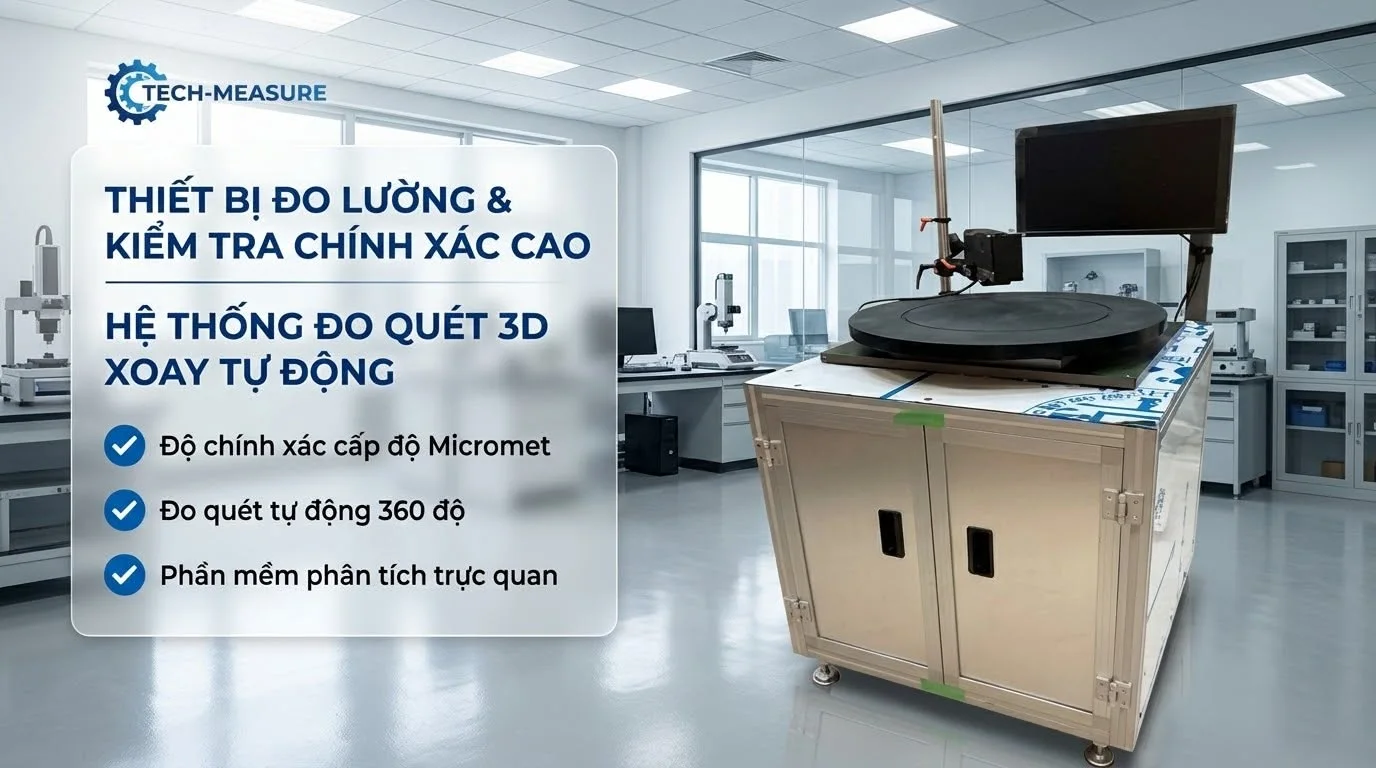 TECH-MEASURE
THIẾT BỊ ĐO LƯỜNG &
KIỂM TRA CHÍNH XÁC CAO
HỆ THỐNG ĐO QUÉT 3D
XOAY TỰ ĐỘNG
Độ chính xác cấp độ Micromet
Đo quét tự động 360 độ
Phần mềm phân tích trực quan